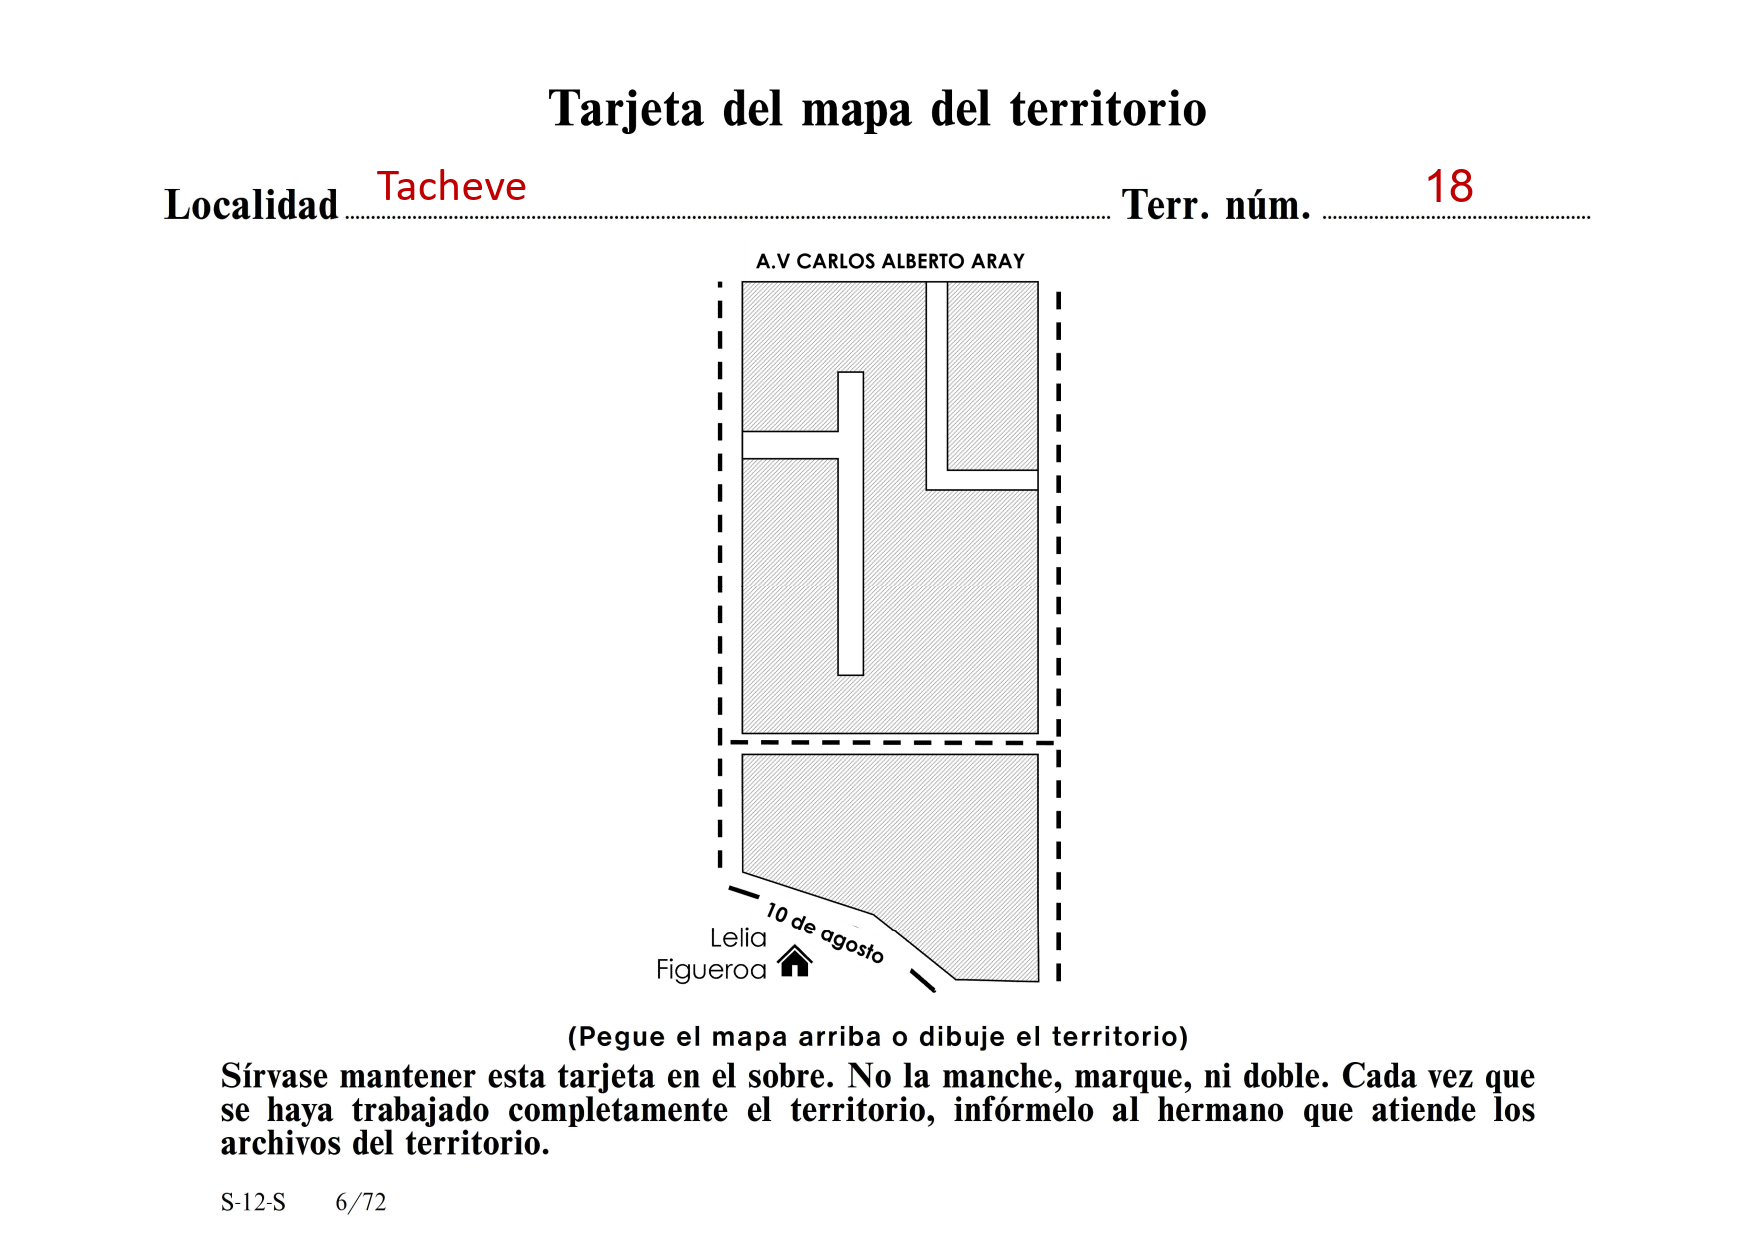 Tarjeta del mapa del territorio
Localidad Tacheve Terr. núm. 18
A.V CARLOS ALBERTO ARAY
10 de agosto
Lelia
Figueroa
(Pegue el mapa arriba o dibuje el territorio)
Sírvase mantener esta tarjeta en el sobre. No la manche, marque, ni doble. Cada vez que
se haya trabajado completamente el territorio, infórmelo al hermano que atiende los
archivos del territorio.
S-12-S 6/72